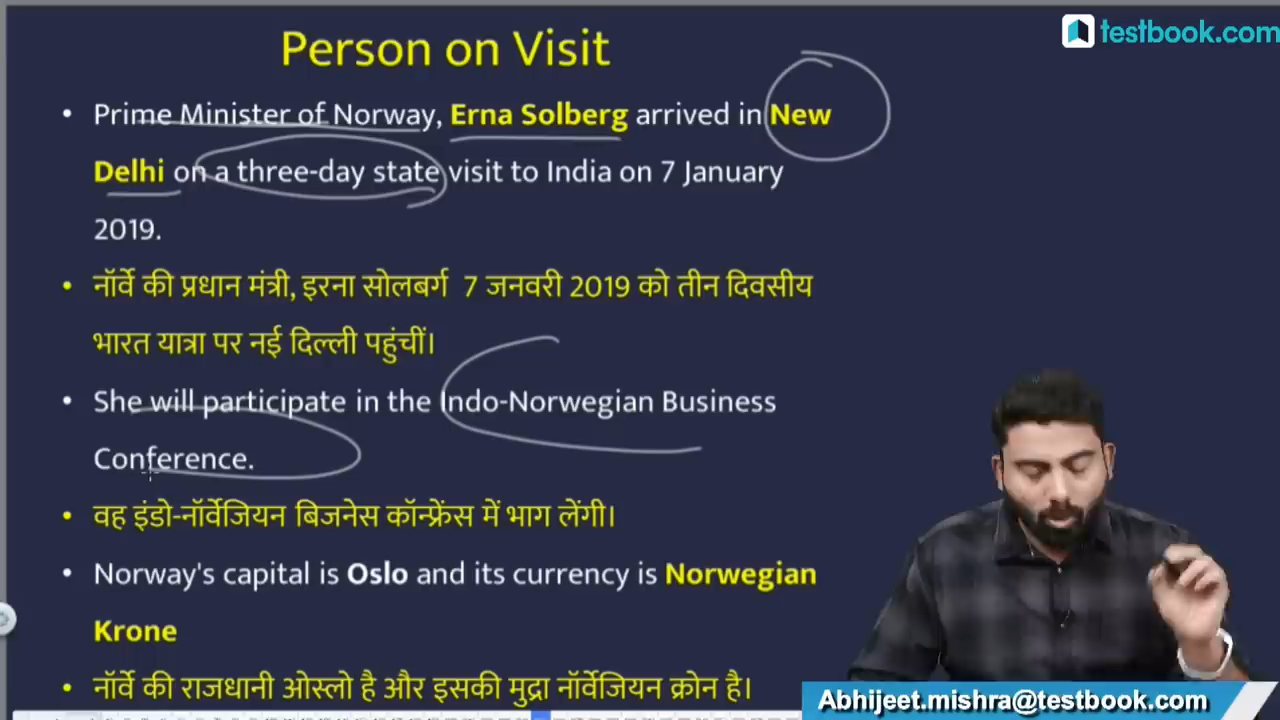 testbook.com
Person on Visit
• Prime Minister of Norway, Erna Solberg arrived in New
Delhi on a three-day state visit to India on 7 January
2019.
• नॉर्वे की प्रधान मंत्री, इरना सोलबर्ग 7 जनवरी 2019 को तीन दिवसीय
भारत यात्रा पर नई दिल्ली पहुंचीं।
• She will participate in the Indo-Norwegian Business
Conference.
• वह इंडो-नॉर्वेजियन बिजनेस कॉन्फ्रेंस में भाग लेंगी।
• Norway's capital is Oslo and its currency is Norwegian
Krone
• नॉर्वे की राजधानी ओस्लो है और इसकी मुद्रा नॉर्वेजियन क्रोन है।
Abhijeet.mishra@testbook.com